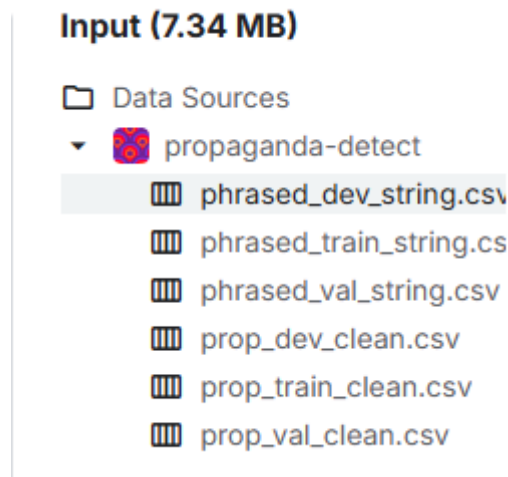 Input (7.34 MB)
Data Sources
propaganda-detect
phrased_dev_string.csv
phrased_train_string.cs
phrased_val_string.csv
prop_dev_clean.csv
prop_train_clean.csv
prop_val_clean.csv